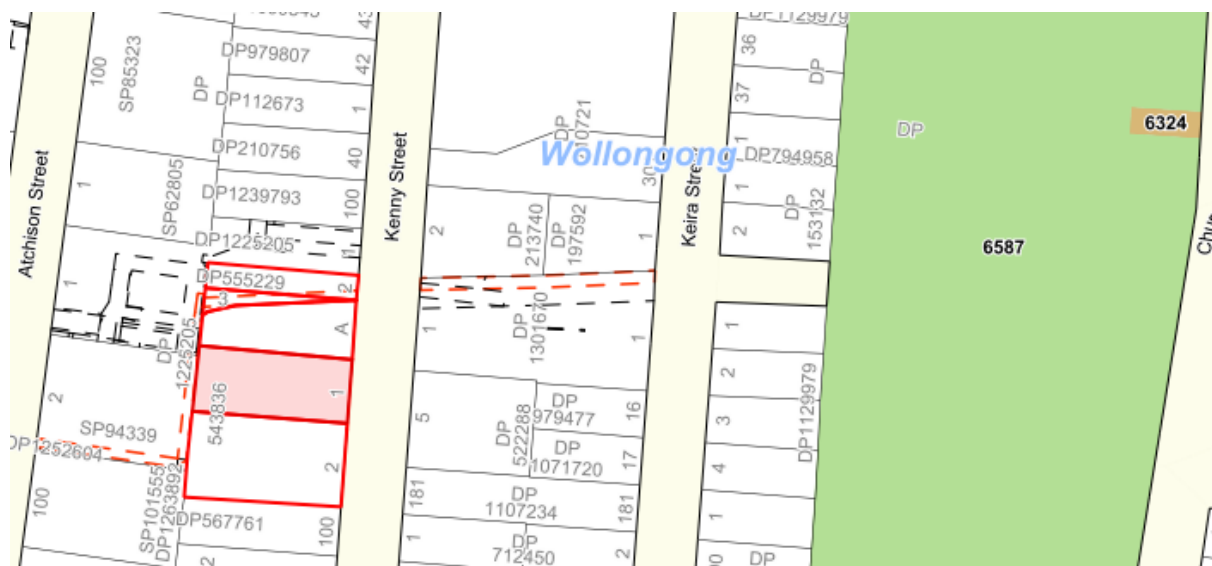 DP979807
42
DP112673
1
DP210756
40
DP1239793
100
DP1225205
1
DP555229
2
3
A
1
543836
2
DP567761
100
2
100
SP85323
DP
1
SP62805
1
DP
1225205
2
SP94339
DP1252604
100
SP101555
DP1263892
Atchison Street
Kenny Street
Keira Street
Wollongong
DP
30
2
DP
213740
DP
197592
1
1
DP
1301670
1
5
DP
522288
DP
979477
16
DP
1071720
17
181
DP
1107234
181
1
DP
712450
2
DP1129979
36
DP
37
1
DP794958
1
DP
153132
2
1
2
3
DP1129979
4
1
DP
DP
6324
6587